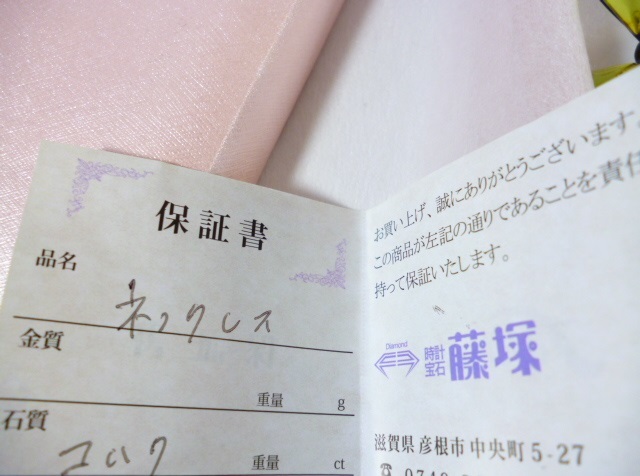 保証書
品名
ネックレス
金質
重量 g
石質
コハク
重量 ct
お買い上げ、誠にありがとうございます。
この商品が左記の通りであることを責任
持って保証いたします。
Diamond
時計
宝石
藤塚
滋賀県彦根市中央町5-27